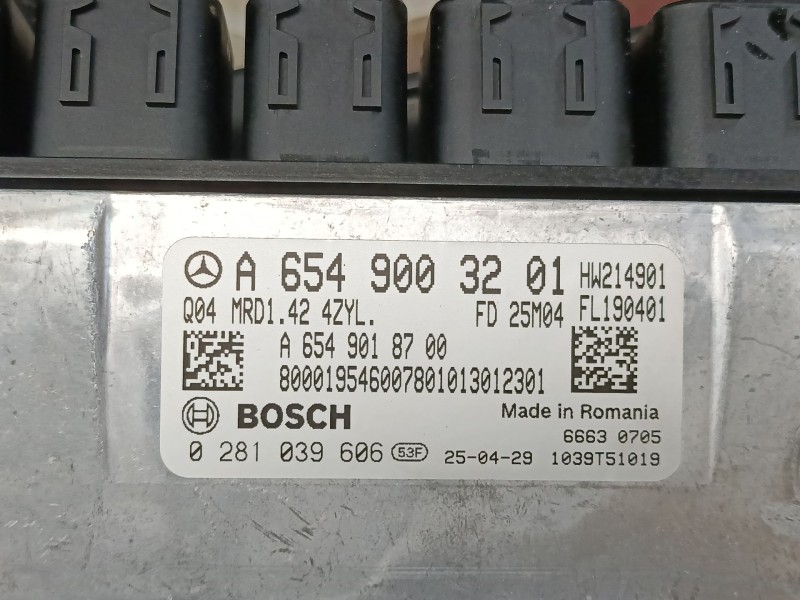 A 654 900 32 01 HW214901
Q04 MRD1.42 4ZYL. FD 25M04 FL190401
A 654 901 87 00
80001954600780101301230​1
BOSCH Made in Romania
6663 0705
0 281 039 606 53F 25-04-29 1039T51019